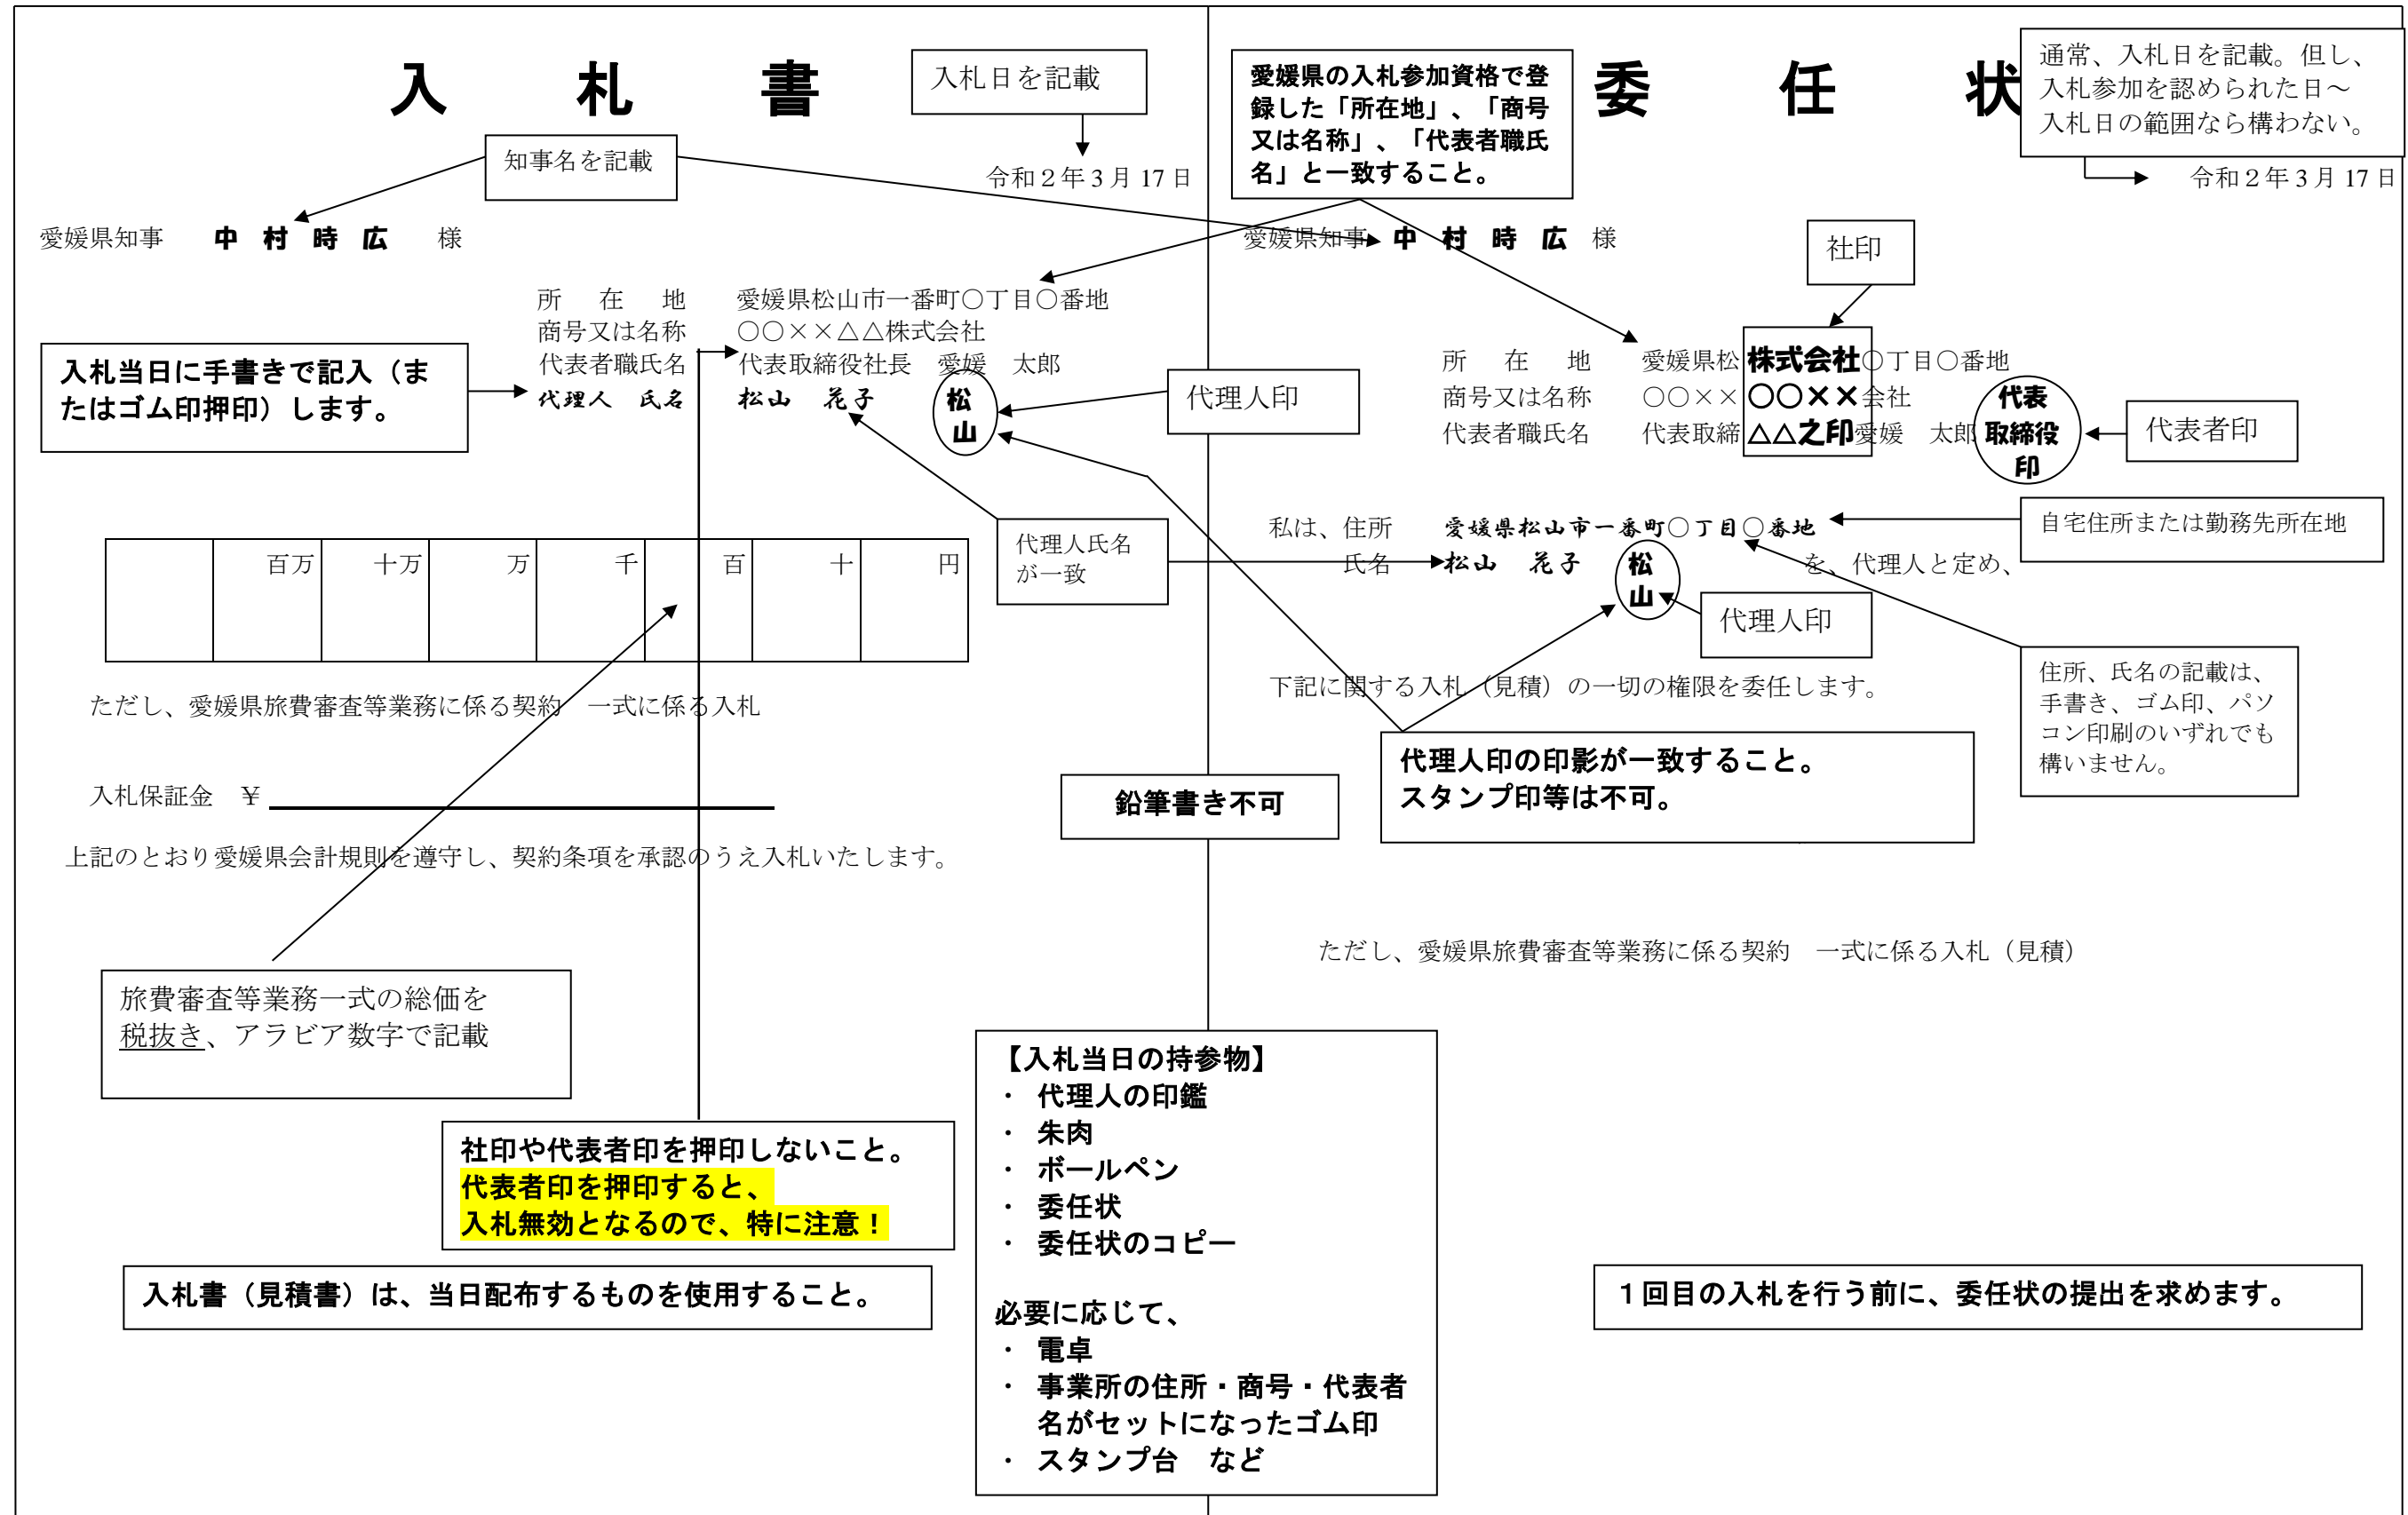 入　札　書
入札日を記載
知事名を記載
令和２年３月 17 日
愛媛県知事　中　村　時　広　様
所　在　地　愛媛県松山市一番町○丁目○番地
商号又は名称　○○××△△株式会社
代表者職氏名　代表取締役社長　愛媛　太郎
代理人　氏名　松山　花子
松
山
入札当日に手書きで記入（ま
たはゴム印押印）します。
代理人印
代理人氏名
が一致
百万　十万　万　千　百　十　円
ただし、愛媛県旅費審査等業務に係る契約　一式に係る入札
入札保証金　￥
上記のとおり愛媛県会計規則を遵守し、契約条項を承認のうえ入札いたします。
旅費審査等業務一式の総価を
税抜き、アラビア数字で記載
社印や代表者印を押印しないこと。
代表者印を押印すると、
入札無効となるので、特に注意！
入札書（見積書）は、当日配布するものを使用すること。
愛媛県の入札参加資格で登
録した「所在地」、「商号
又は名称」、「代表者職氏
名」と一致すること。
委　任　状
通常、入札日を記載。但し、
入札参加を認められた日～
入札日の範囲なら構わない。
令和２年３月 17 日
愛媛県知事　中　村　時　広　様
社印
所　在　地　愛媛県松　○丁目○番地
商号又は名称　○○××　会社
代表者職氏名　代表取締　愛媛　太郎
株式会社
○○××
△△之印
代表
取締役
印
代表者印
私は、住所　愛媛県松山市一番町○丁目○番地
氏名　松山　花子　を、代理人と定め、
松
山
自宅住所または勤務先所在地
代理人印
住所、氏名の記載は、
手書き、ゴム印、パソ
コン印刷のいずれでも
構いません。
下記に関する入札（見積）の一切の権限を委任します。
代理人印の印影が一致すること。
スタンプ印等は不可。
鉛筆書き不可
ただし、愛媛県旅費審査等業務に係る契約　一式に係る入札（見積）
【入札当日の持参物】
・ 代理人の印鑑
・ 朱肉
・ ボールペン
・ 委任状
・ 委任状のコピー
必要に応じて、
・ 電卓
・ 事業所の住所・商号・代表者
名がセットになったゴム印
・ スタンプ台　など
１回目の入札を行う前に、委任状の提出を求めます。